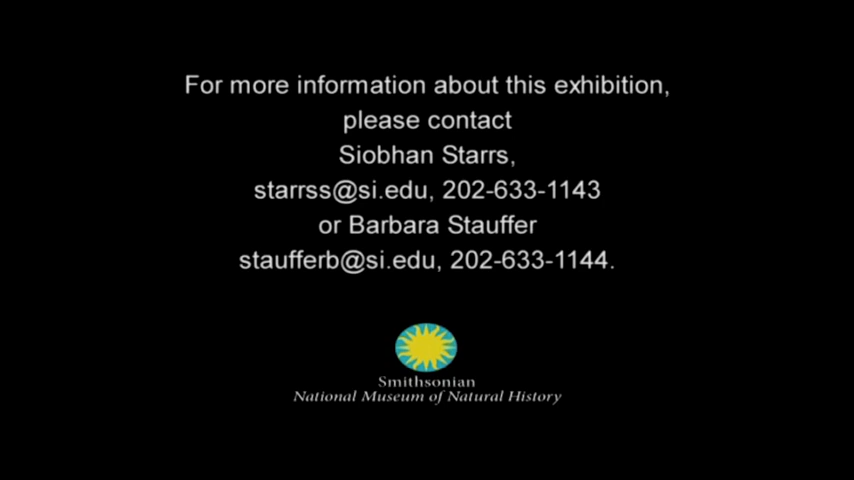 For more information about this exhibition,
please contact
Siobhan Starrs,
starrss@si.edu, 202-633-1143
or Barbara Stauffer
staufferb@si.edu, 202-633-1144.
Smithsonian
National Museum of Natural History